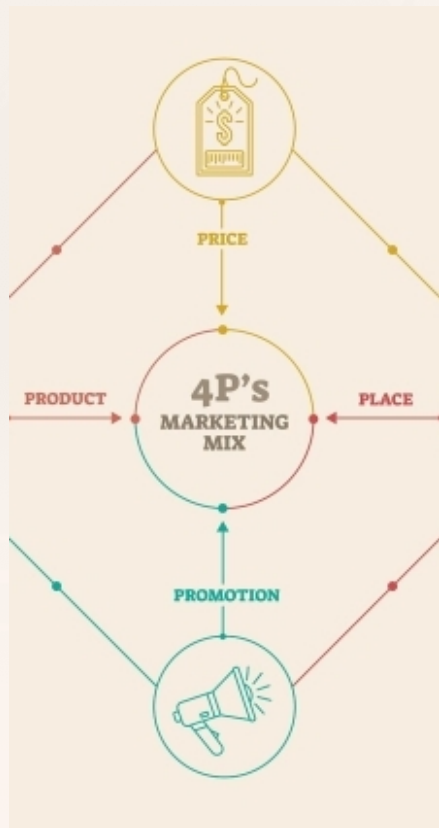 $
PRICE
PRODUCT
4P's
MARKETING
MIX
PLACE
PROMOTION